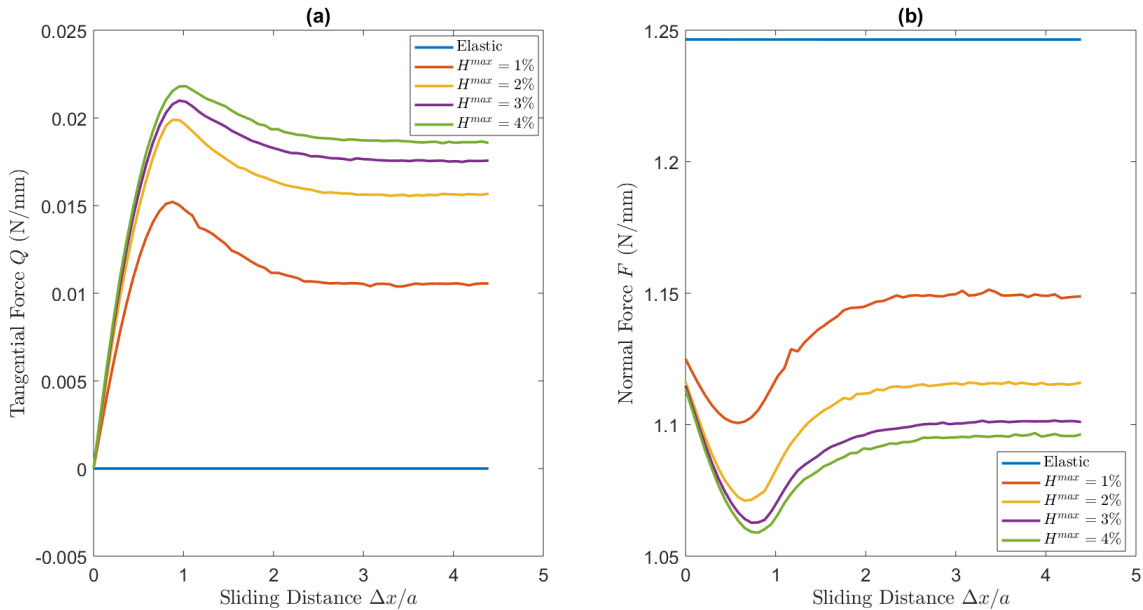 (a)
0.025
0.02
0.015
0.01
0.005
0
-0.005
Tangential Force Q (N/mm)
0 1 2 3 4 5
Sliding Distance Δx/a
Elastic
H^{max} = 1%
H^{max} = 2%
H^{max} = 3%
H^{max} = 4%
(b)
1.25
1.2
1.15
1.1
1.05
Normal Force F (N/mm)
0 1 2 3 4 5
Sliding Distance Δx/a
Elastic
H^{max} = 1%
H^{max} = 2%
H^{max} = 3%
H^{max} = 4%